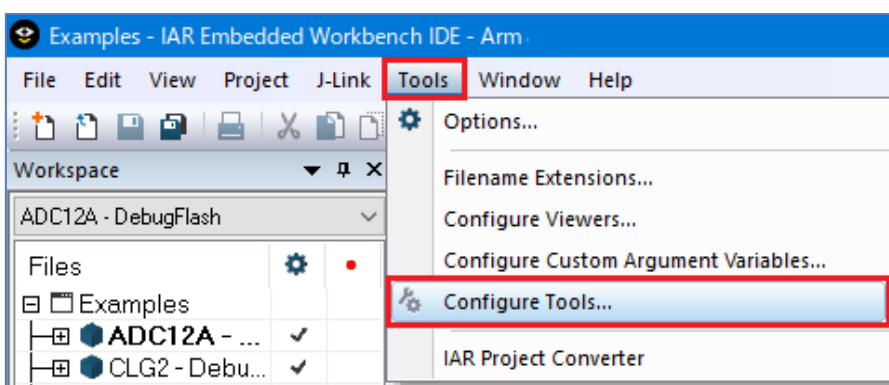 Examples - IAR Embedded Workbench IDE - Arm
File Edit View Project J-Link Tools Window Help
Options...
Workspace
Filename Extensions...
ADC12A - DebugFlash
Configure Viewers...
Files
Configure Custom Argument Variables...
Examples
Configure Tools...
ADC12A - ...
CLG2 - Debu...
IAR Project Converter